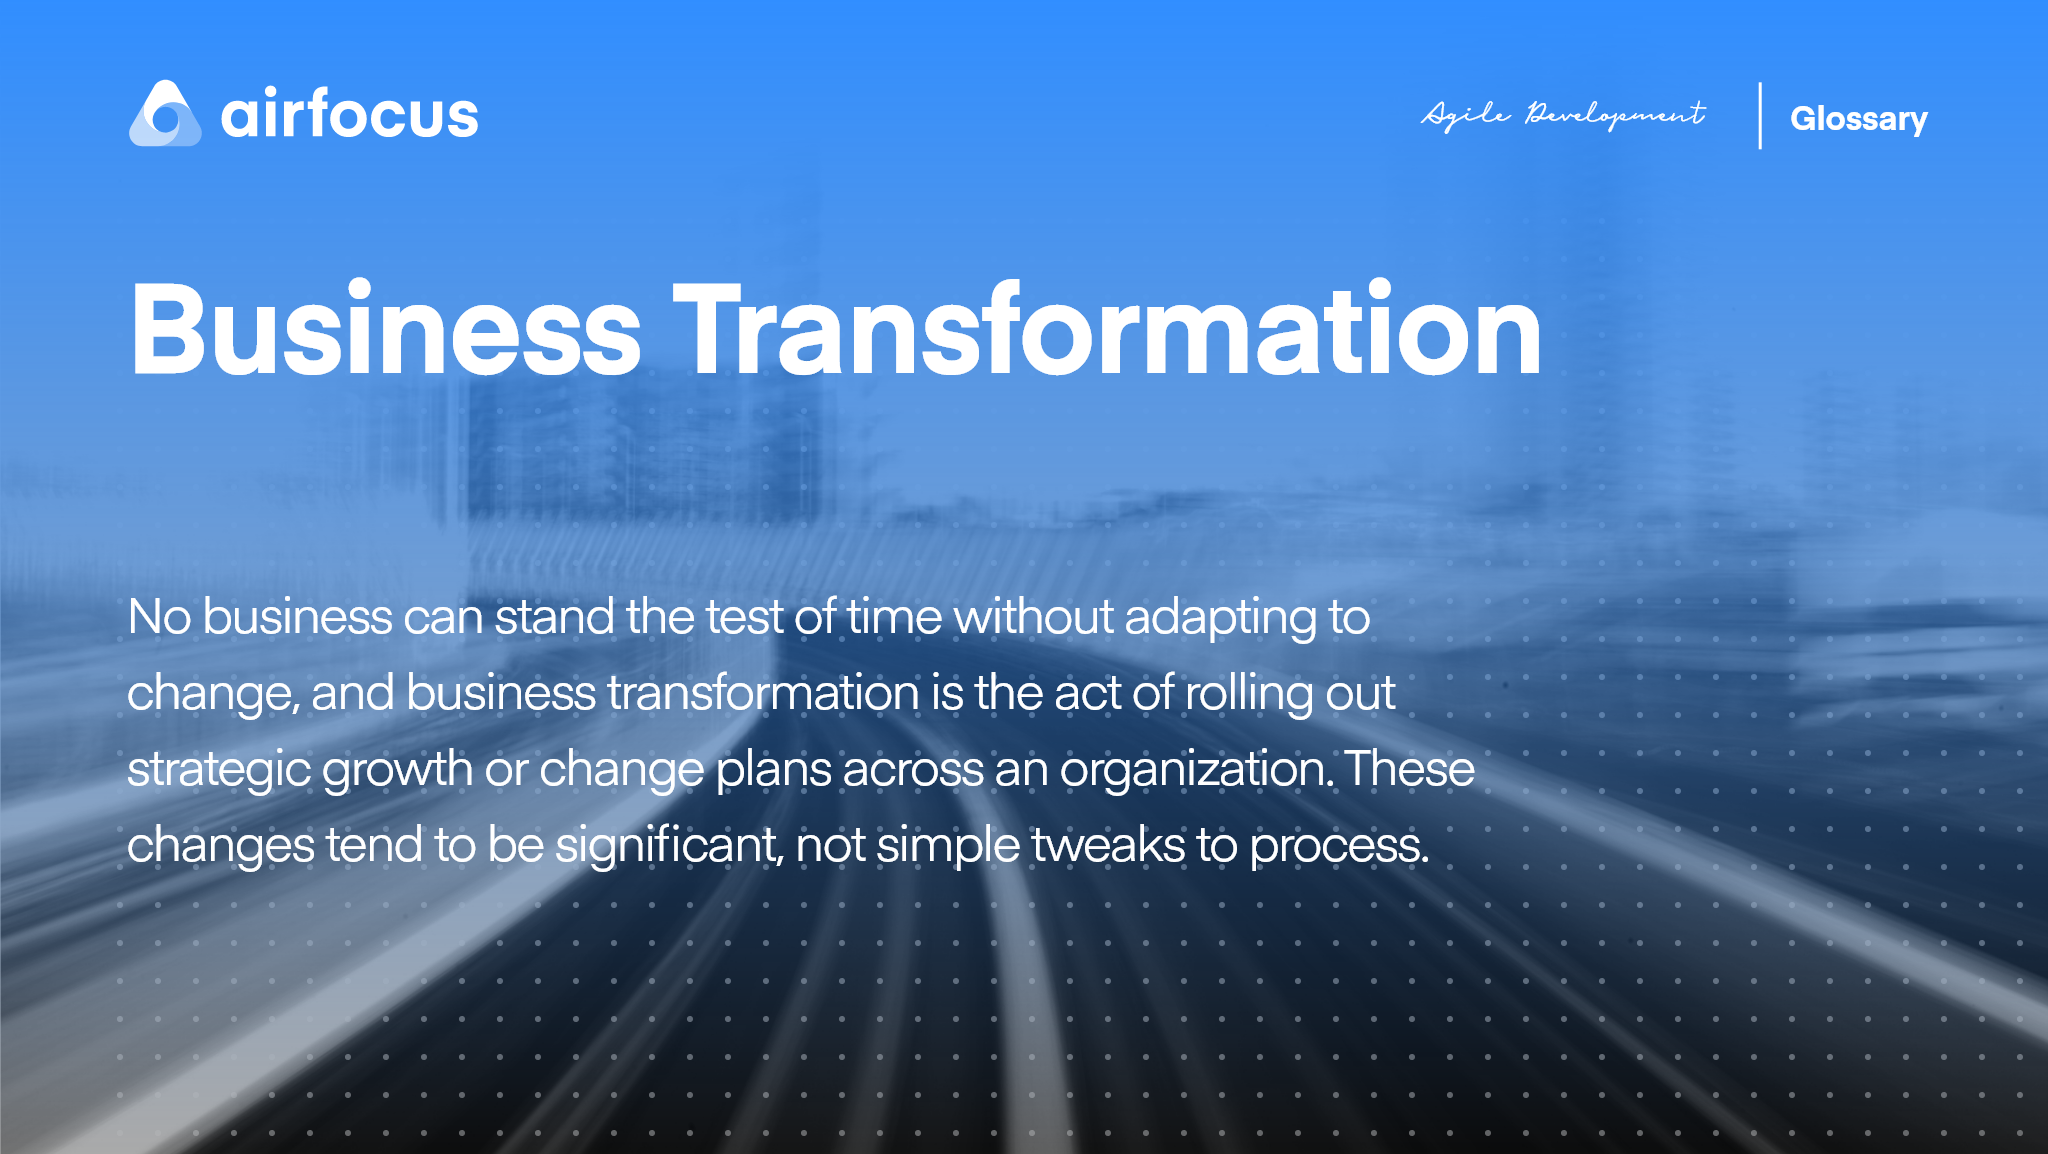 airfocus
Agile Development
Glossary
Business Transformation
No business can stand the test of time without adapting to
change, and business transformation is the act of rolling out
strategic growth or change plans across an organization. These
changes tend to be significant, not simple tweaks to process.